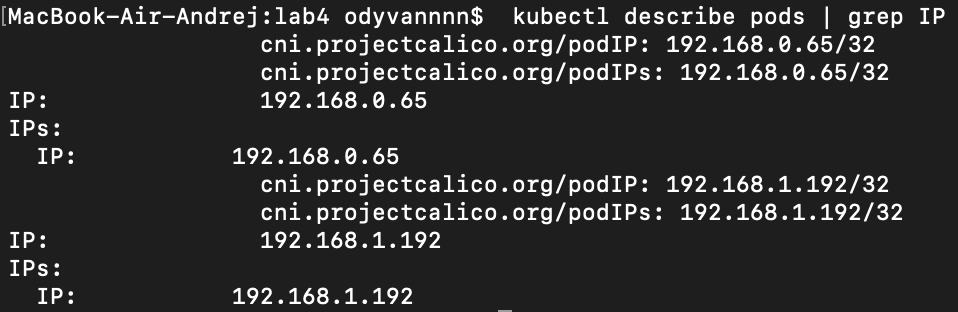 [MacBook-Air-Andrej:lab4 odyvannnn$  kubectl describe pods | grep IP
                  cni.projectcalico.org/podIP: 192.168.0.65/32
                  cni.projectcalico.org/podIPs: 192.168.0.65/32
IP:               192.168.0.65
IPs:
  IP:           192.168.0.65
                  cni.projectcalico.org/podIP: 192.168.1.192/32
                  cni.projectcalico.org/podIPs: 192.168.1.192/32
IP:               192.168.1.192
IPs:
  IP:           192.168.1.192